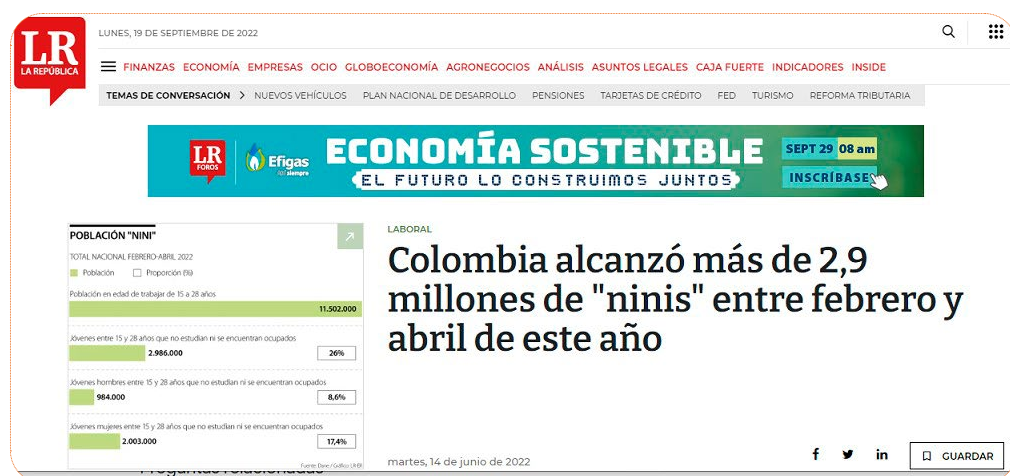 LR
LA REPÚBLICA
LUNES, 19 DE SEPTIEMBRE DE 2022
FINANZAS ECONOMÍA EMPRESAS OCIO GLOBOECONOMÍA AGRONEGOCIOS ANÁLISIS ASUNTOS LEGALES CAJA FUERTE INDICADORES INSIDE
TEMAS DE CONVERSACIÓN NUEVOS VEHÍCULOS PLAN NACIONAL DE DESARROLLO PENSIONES TARJETAS DE CRÉDITO FED TURISMO REFORMA TRIBUTARIA
LR
FOROS
Efigas
ECONOMÍA SOSTENIBLE
EL FUTURO LO CONSTRUIMOS JUNTOS
SEPT 29 08 am
INSCRÍBASE
POBLACIÓN "NINI"
TOTAL NACIONAL FEBRERO-ABRIL 2022
Población Proporción (%)
Población en edad de trabajar de 15 a 28 años
11.502.000
Jóvenes entre 15 y 28 años que no estudian ni se encuentran ocupados
2.986.000 26%
Jóvenes hombres entre 15 y 28 años que no estudian ni se encuentran ocupados
984.000 8,6%
Jóvenes mujeres entre 15 y 28 años que no estudian ni se encuentran ocupados
2.003.000 17,4%
Fuente: Dane / Gráfico: LR-ER
LABORAL
Colombia alcanzó más de 2,9
millones de "ninis" entre febrero y
abril de este año
martes, 14 de junio de 2022
GUARDAR